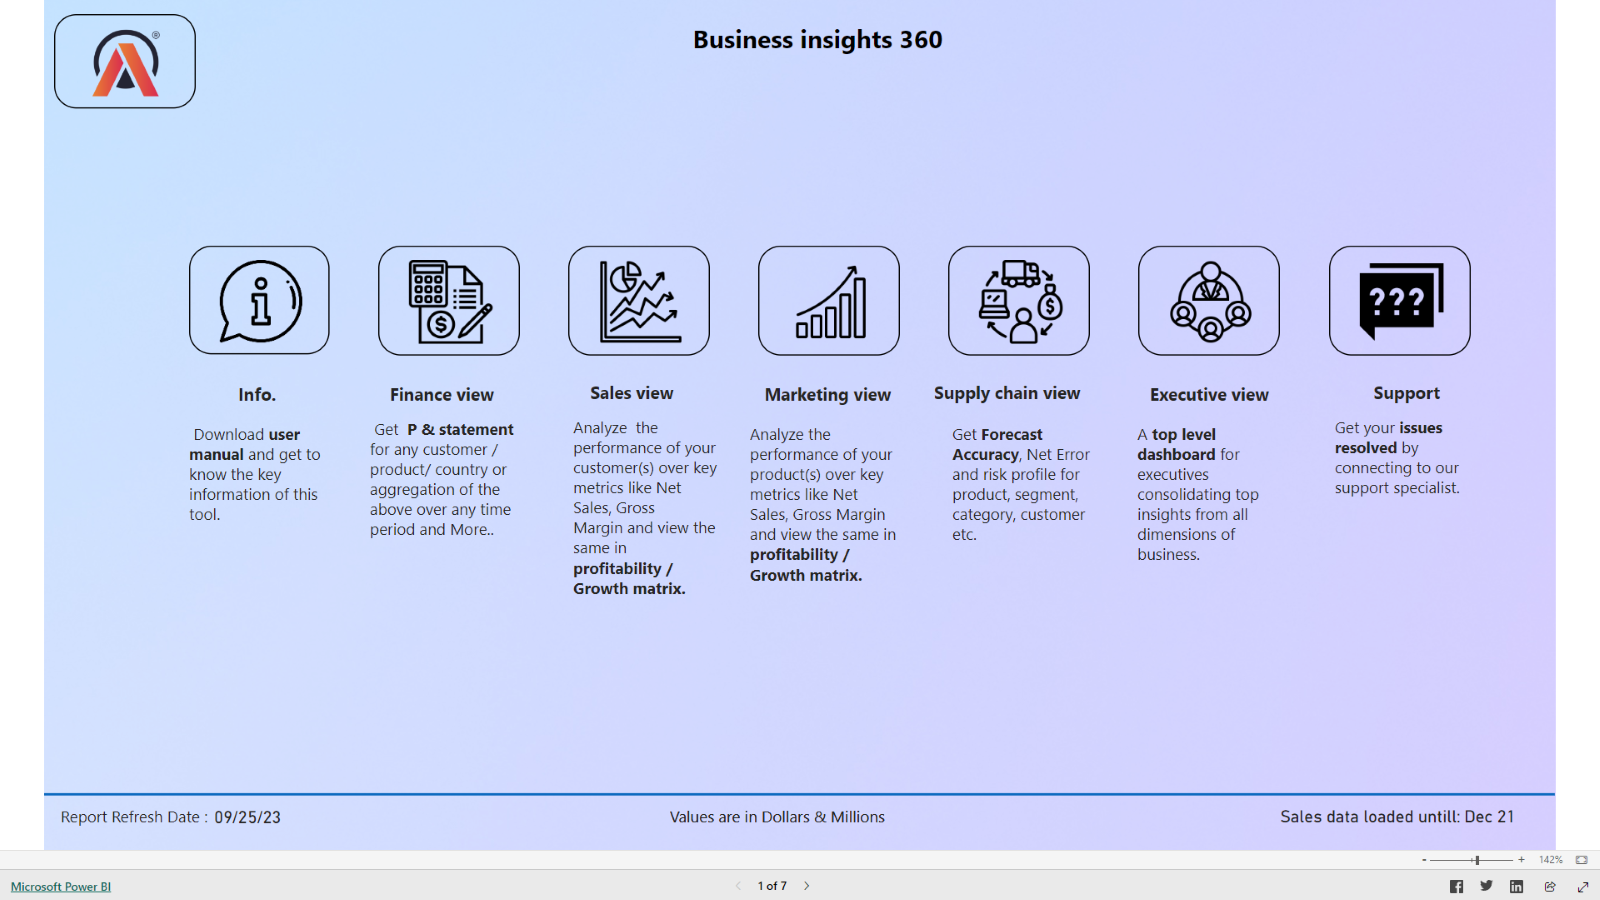 ®
Business insights 360
???
Info.
Download user
manual and get to
know the key
information of this
tool.
Finance view
Get P & statement
for any customer /
product/ country or
aggregation of the
above over any time
period and More..
Sales view
Analyze the
performance of your
customer(s) over key
metrics like Net
Sales, Gross
Margin and view the
same in
profitability /
Growth matrix.
Marketing view
Analyze the
performance of your
product(s) over key
metrics like Net
Sales, Gross Margin
and view the same in
profitability /
Growth matrix.
Supply chain view
Get Forecast
Accuracy, Net Error
and risk profile for
product, segment,
category, customer
etc.
Executive view
A top level
dashboard for
executives
consolidating top
insights from all
dimensions of
business.
Support
Get your issues
resolved by
connecting to our
support specialist.
Report Refresh Date : 09/25/23
Values are in Dollars & Millions
Sales data loaded untill: Dec 21
- + 142%
Microsoft Power BI
1 of 7